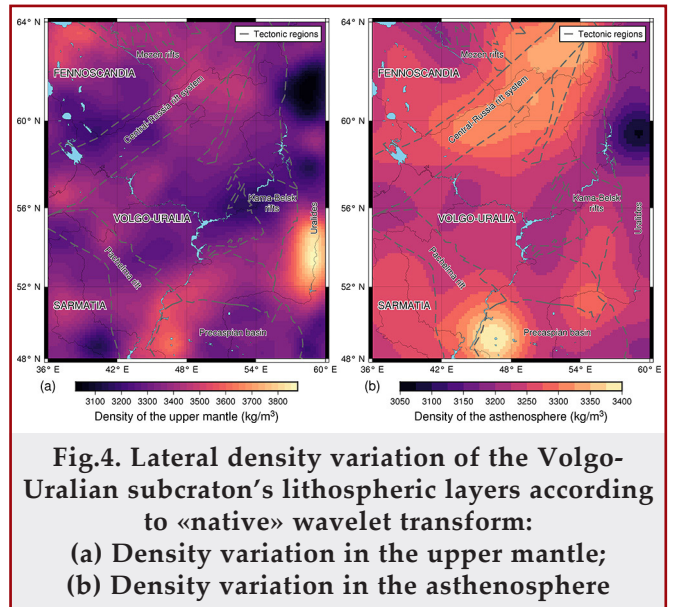 64° N
60° N
56° N
52° N
48° N
Tectonic regions
Mezen rifts
FENNOSCANDIA
Central-Russia rift system
Kama-Belsk
rifts
VOLGO-URALIA
Uralides
Pachelma rift
SARMATIA
Precaspian basin
36° E 42° E 48° E 54° E 60° E
(a)
3100 3200 3300 3400 3500 3600 3700 3800
Density of the upper mantle (kg/m³)
Tectonic regions
Mezen rifts
FENNOSCANDIA
64° N
60° N
56° N
52° N
48° N
Central-Russia rift system
Kama-Belsk
rifts
VOLGO-URALIA
Uralides
Pachelma rift
SARMATIA
Precaspian basin
36° E 42° E 48° E 54° E 60° E
(b)
3050 3100 3150 3200 3250 3300 3350 3400
Density of the asthenosphere (kg/m³)
Fig.4. Lateral density variation of the Volgo-
Uralian subcraton's lithospheric layers according
to «native» wavelet transform:
(a) Density variation in the upper mantle;
(b) Density variation in the asthenosphere